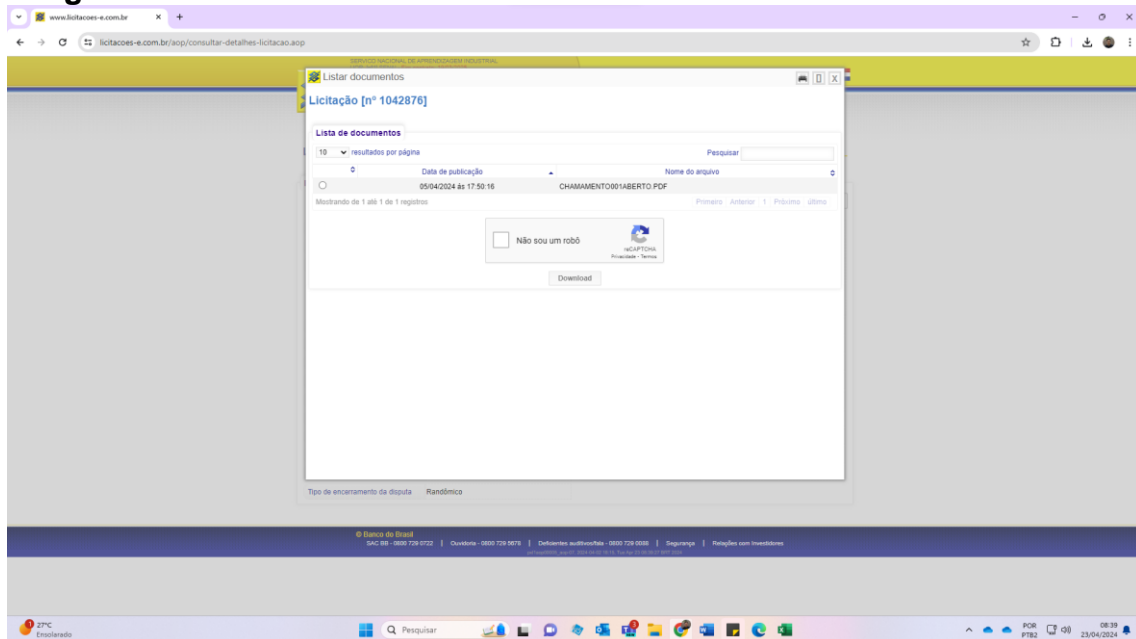 www.licitacoes-e.com.br
licitacoes-e.com.br/aop/consultar-detalhes-licitacao.aop
SERVICO NACIONAL DE APRENDIZAGEM INDUSTRIAL
Listar documentos
X
Licitação [nº 1042876]
Lista de documentos
10 resultados por página
Pesquisar
Data de publicação
Nome do arquivo
05/04/2024 às 17:50:16
CHAMAMENTO001ABERTO.PDF
Mostrando de 1 até 1 de 1 registros
Primeiro Anterior 1 Próximo último
Não sou um robô
reCAPTCHA
Privacidade - Termos
Download
Tipo de encerramento da disputa Randômico
© Banco do Brasil
SAC BB - 0800 729 0722 | Ouvidoria - 0800 729 5678 | Deficientes auditivos/fala - 0800 729 0088 | Segurança | Relações com Investidores
1
27°C
Ensolarado
Pesquisar
POR
PTB2
08:39
23/04/2024